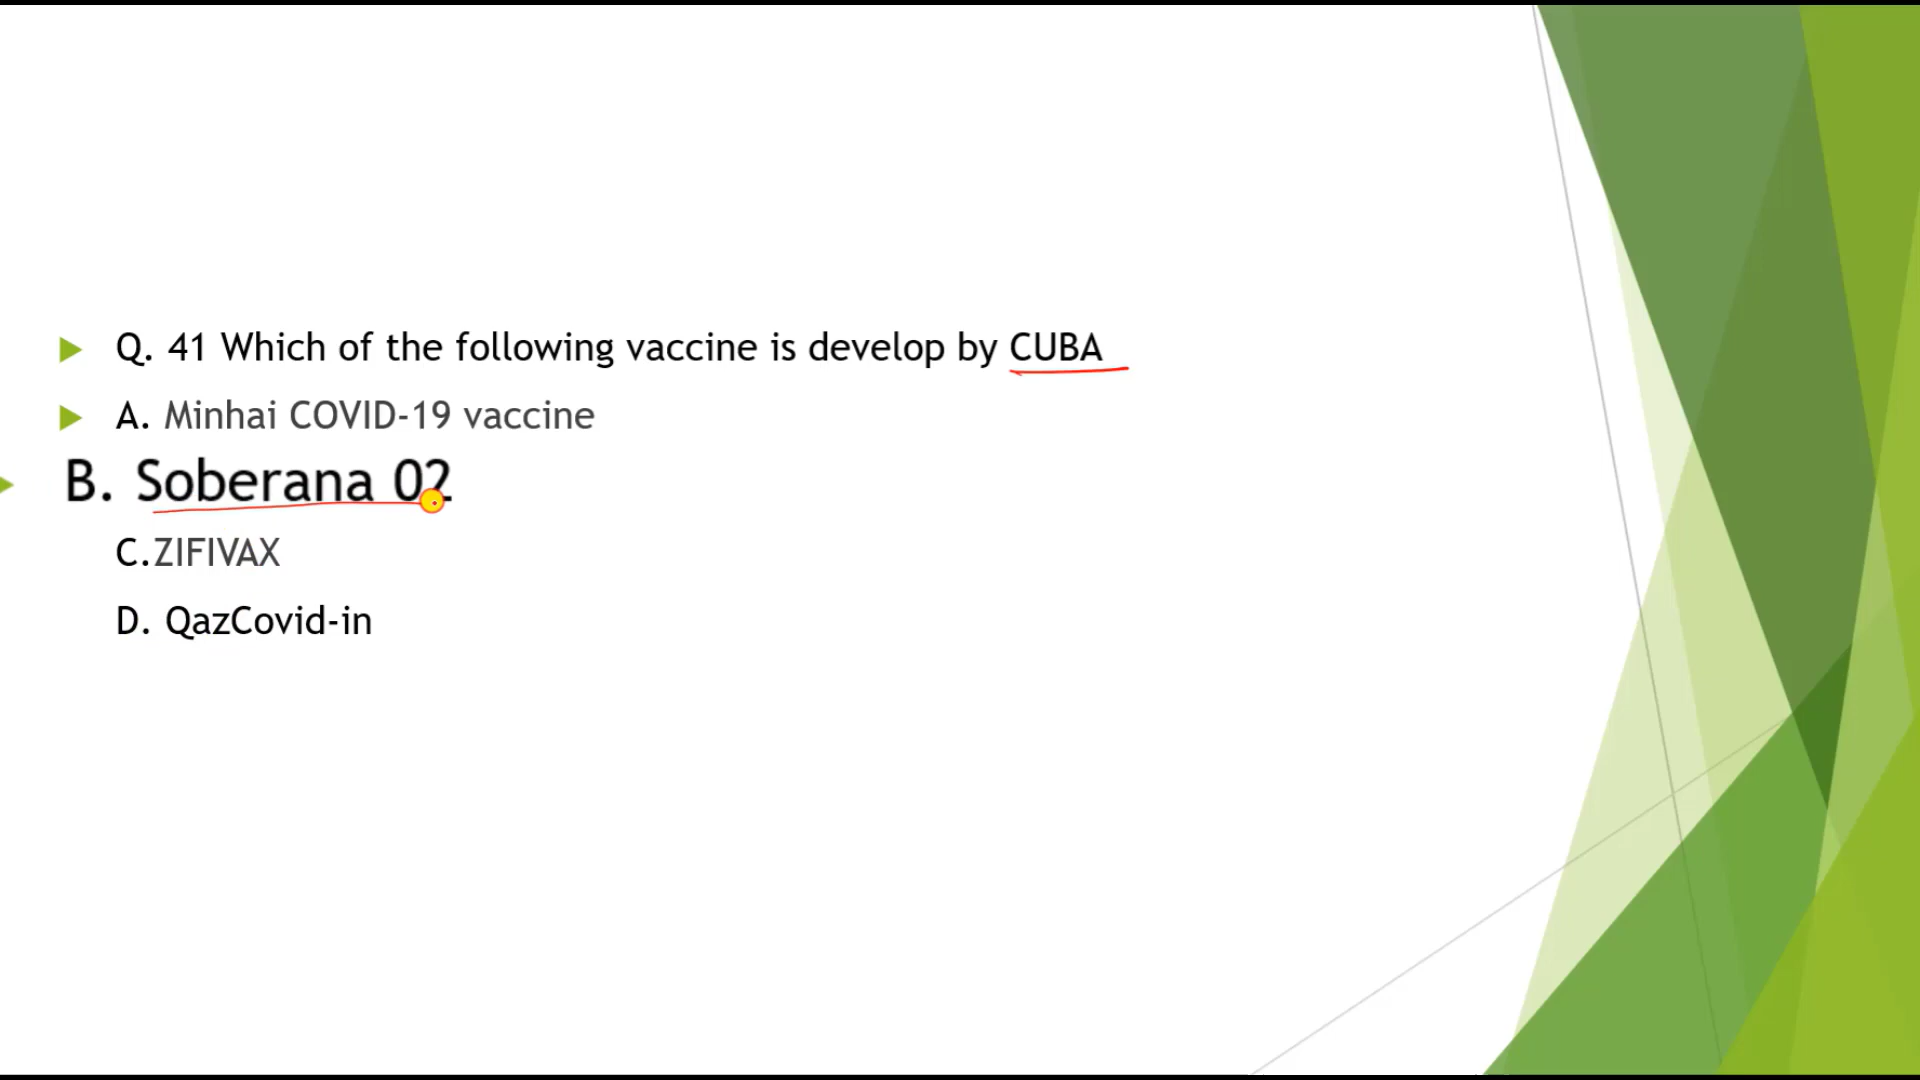 Q. 41 Which of the following vaccine is develop by CUBA
A. Minhai COVID-19 vaccine
B. Soberana 02
C.ZIFIVAX
D. QazCovid-in